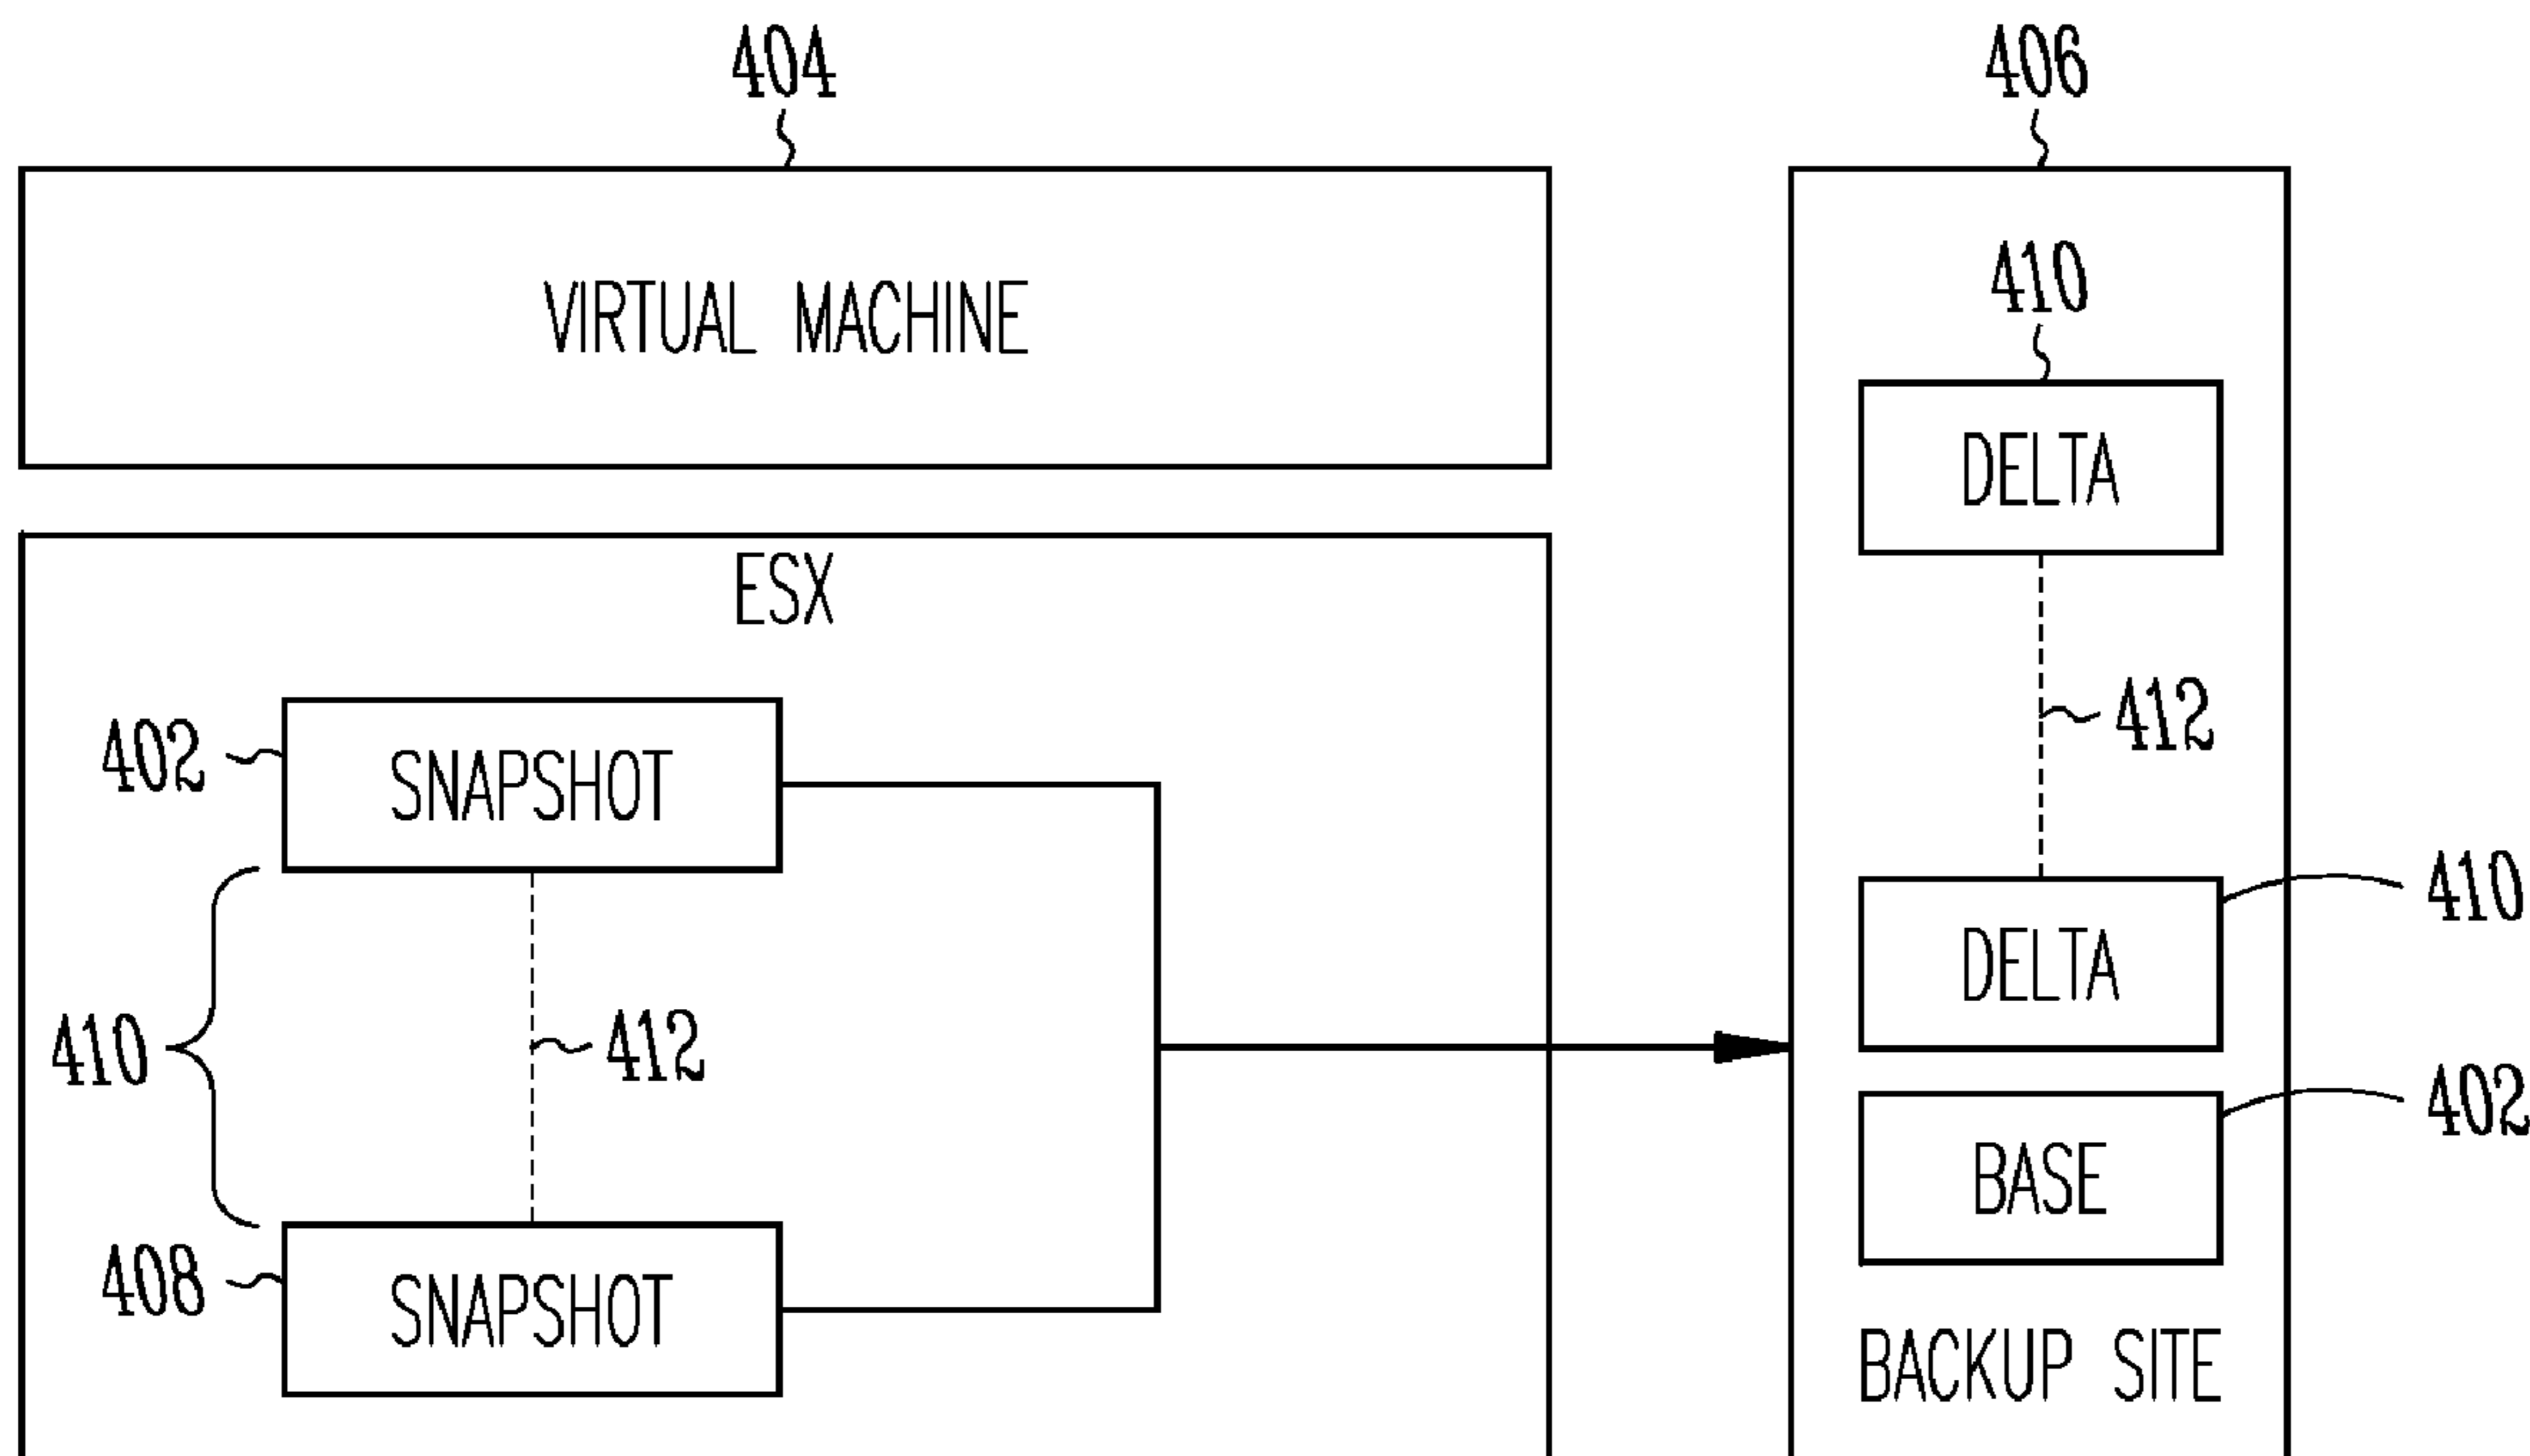 404
406
VIRTUAL MACHINE
410
DELTA
ESX
412
402
SNAPSHOT
410
DELTA
410
412
402
BASE
408
SNAPSHOT
BACKUP SITE